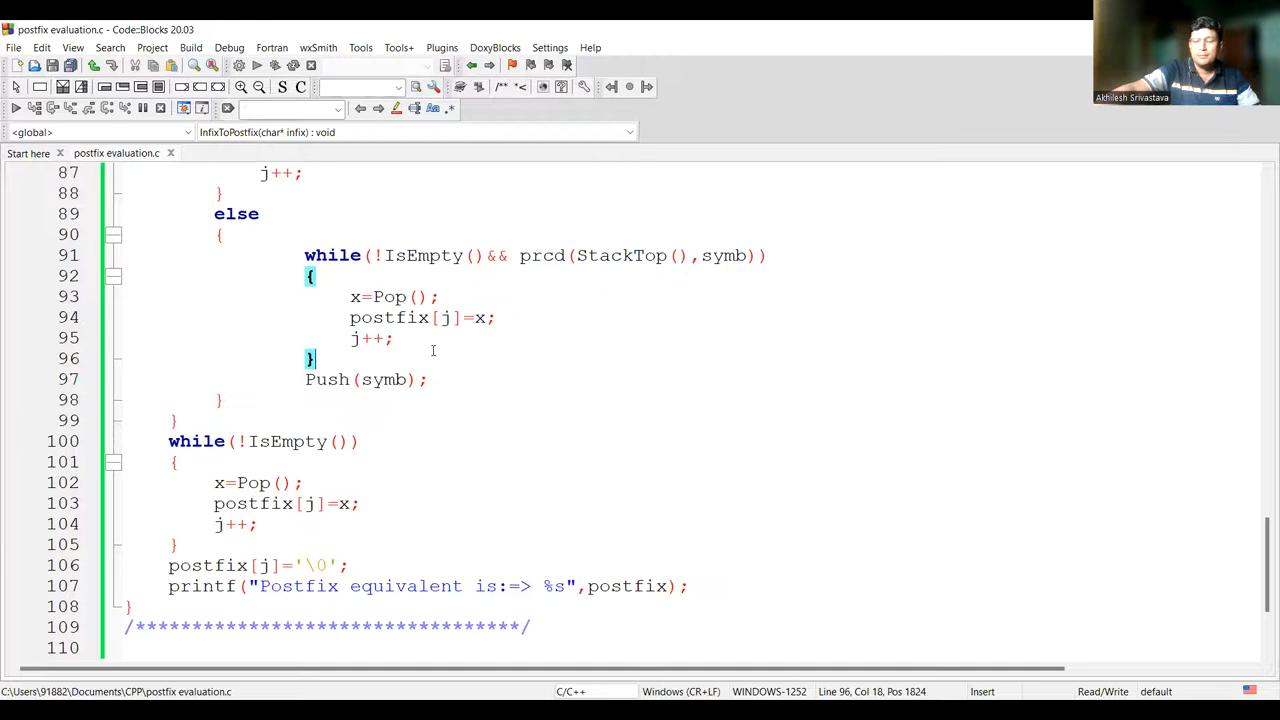 postfix evaluation.c - Code::Blocks 20.03
File Edit View Search Project Build Debug Fortran wxSmith Tools Tools+ Plugins DoxyBlocks Settings Help
S C /** *<
Aa .*
<global> InfixToPostfix(char* infix) : void
Start here postfix evaluation.c
Akhilesh Srivastava
87 j++;
88 }
89 else
90 {
91 while(!IsEmpty()&& prcd(StackTop(),symb))
92 {
93 x=Pop();
94 postfix[j]=x;
95 j++;
96 }
97 Push(symb);
98 }
99 }
100 while(!IsEmpty())
101 {
102 x=Pop();
103 postfix[j]=x;
104 j++;
105 }
106 postfix[j]='\0';
107 printf("Postfix equivalent is:=> %s",postfix);
108 }
109 /***********************************/
110
C:\Users\91882\Documents\CPP\postfix evaluation.c C/C++ Windows (CR+LF) WINDOWS-1252 Line 96, Col 18, Pos 1824 Insert Read/Write default